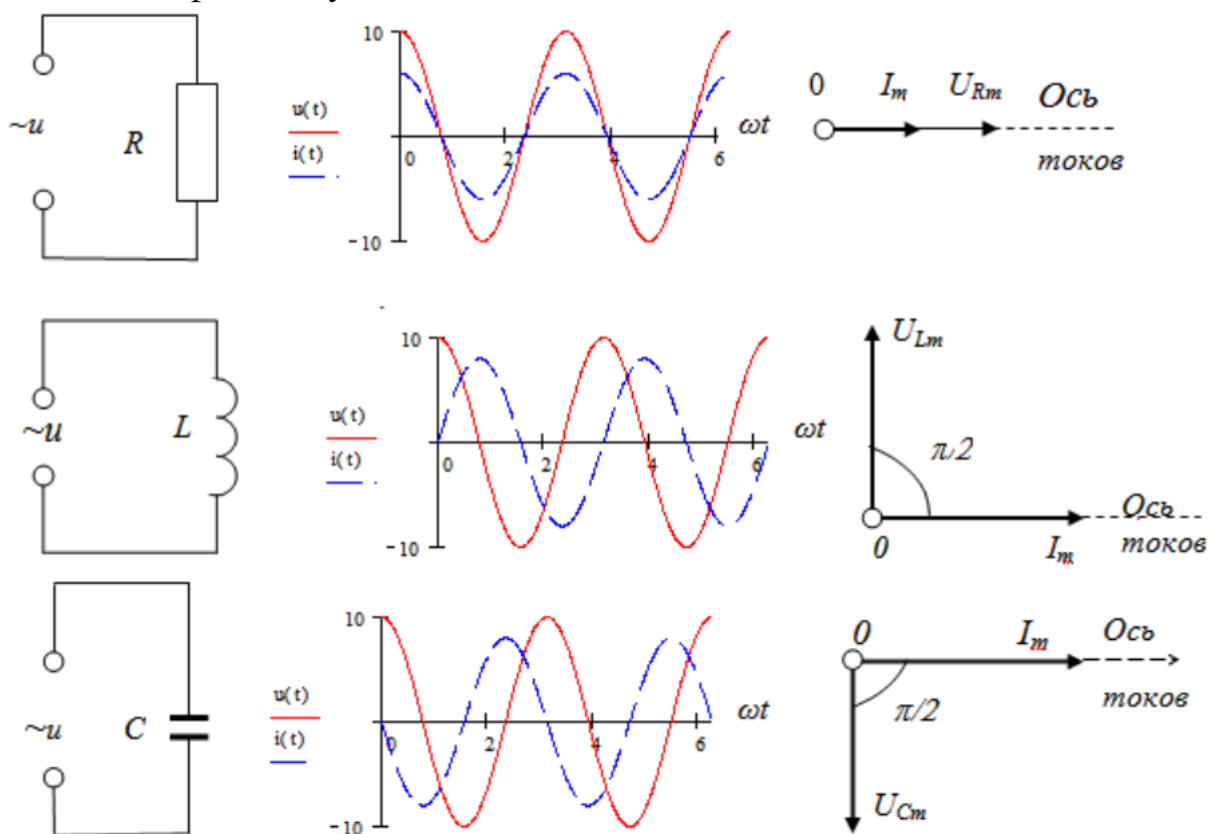 10
u(t)
i(t)
-10
0 2 4 6
ωt
~u
R
0 I_m U_Rm Ось
токов
10
u(t)
i(t)
-10
0 2 4 6
ωt
~u
L
U_Lm
π/2
Ось
0 I_m токов
10
u(t)
i(t)
-10
0 2 4 6
ωt
~u
C
0 I_m Ось
токов
π/2
U_Cm